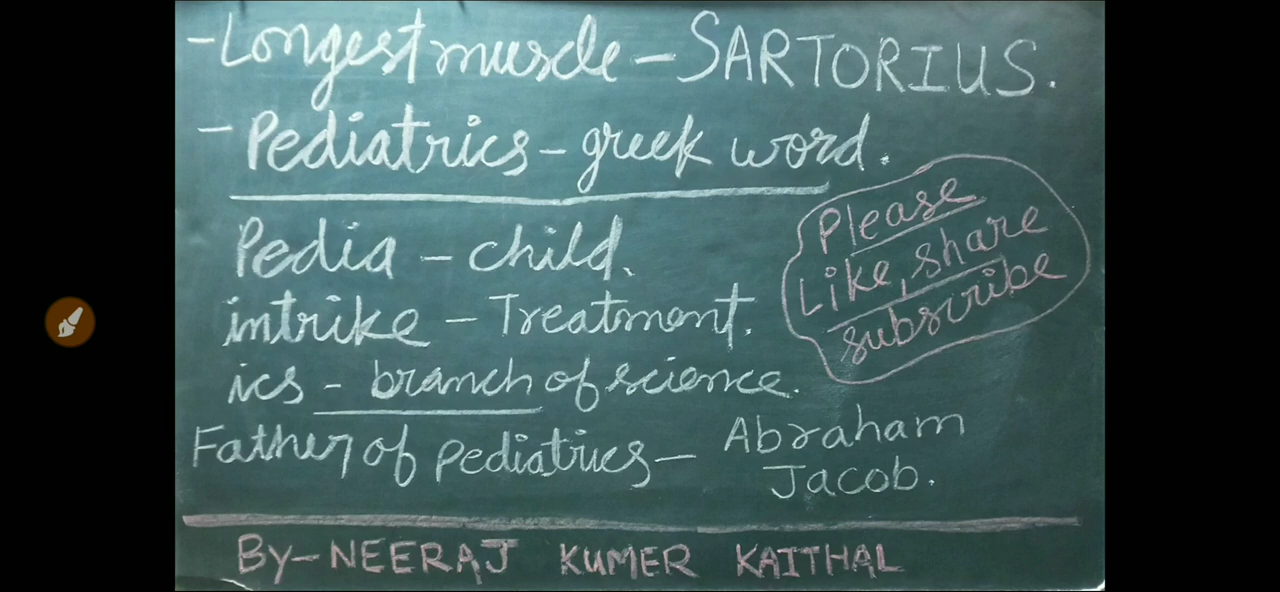 - Longest muscle - SARTORIUS.
- Pediatrics - greek word.
Pedia - child.
intrike - Treatment.
ics - branch of science.
Father of pediatrics - Abraham
Jacob.
Please
Like, share
subscribe
By - NEERAJ KUMER KAITHAL